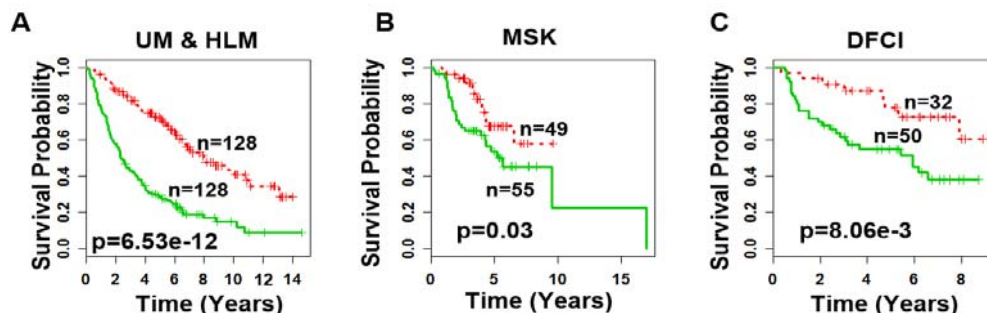 A
UM & HLM
Survival Probability
1.0
0.8
0.6
0.4
0.2
0.0
n=128
n=128
p=6.53e-12
0 2 4 6 8 10 12 14
Time (Years)
B
MSK
Survival Probability
1.0
0.8
0.6
0.4
0.2
0.0
n=49
n=55
p=0.03
0 5 10 15
Time (Years)
C
DFCI
Survival Probability
1.0
0.8
0.6
0.4
0.2
0.0
n=32
n=50
p=8.06e-3
0 2 4 6 8
Time (Years)